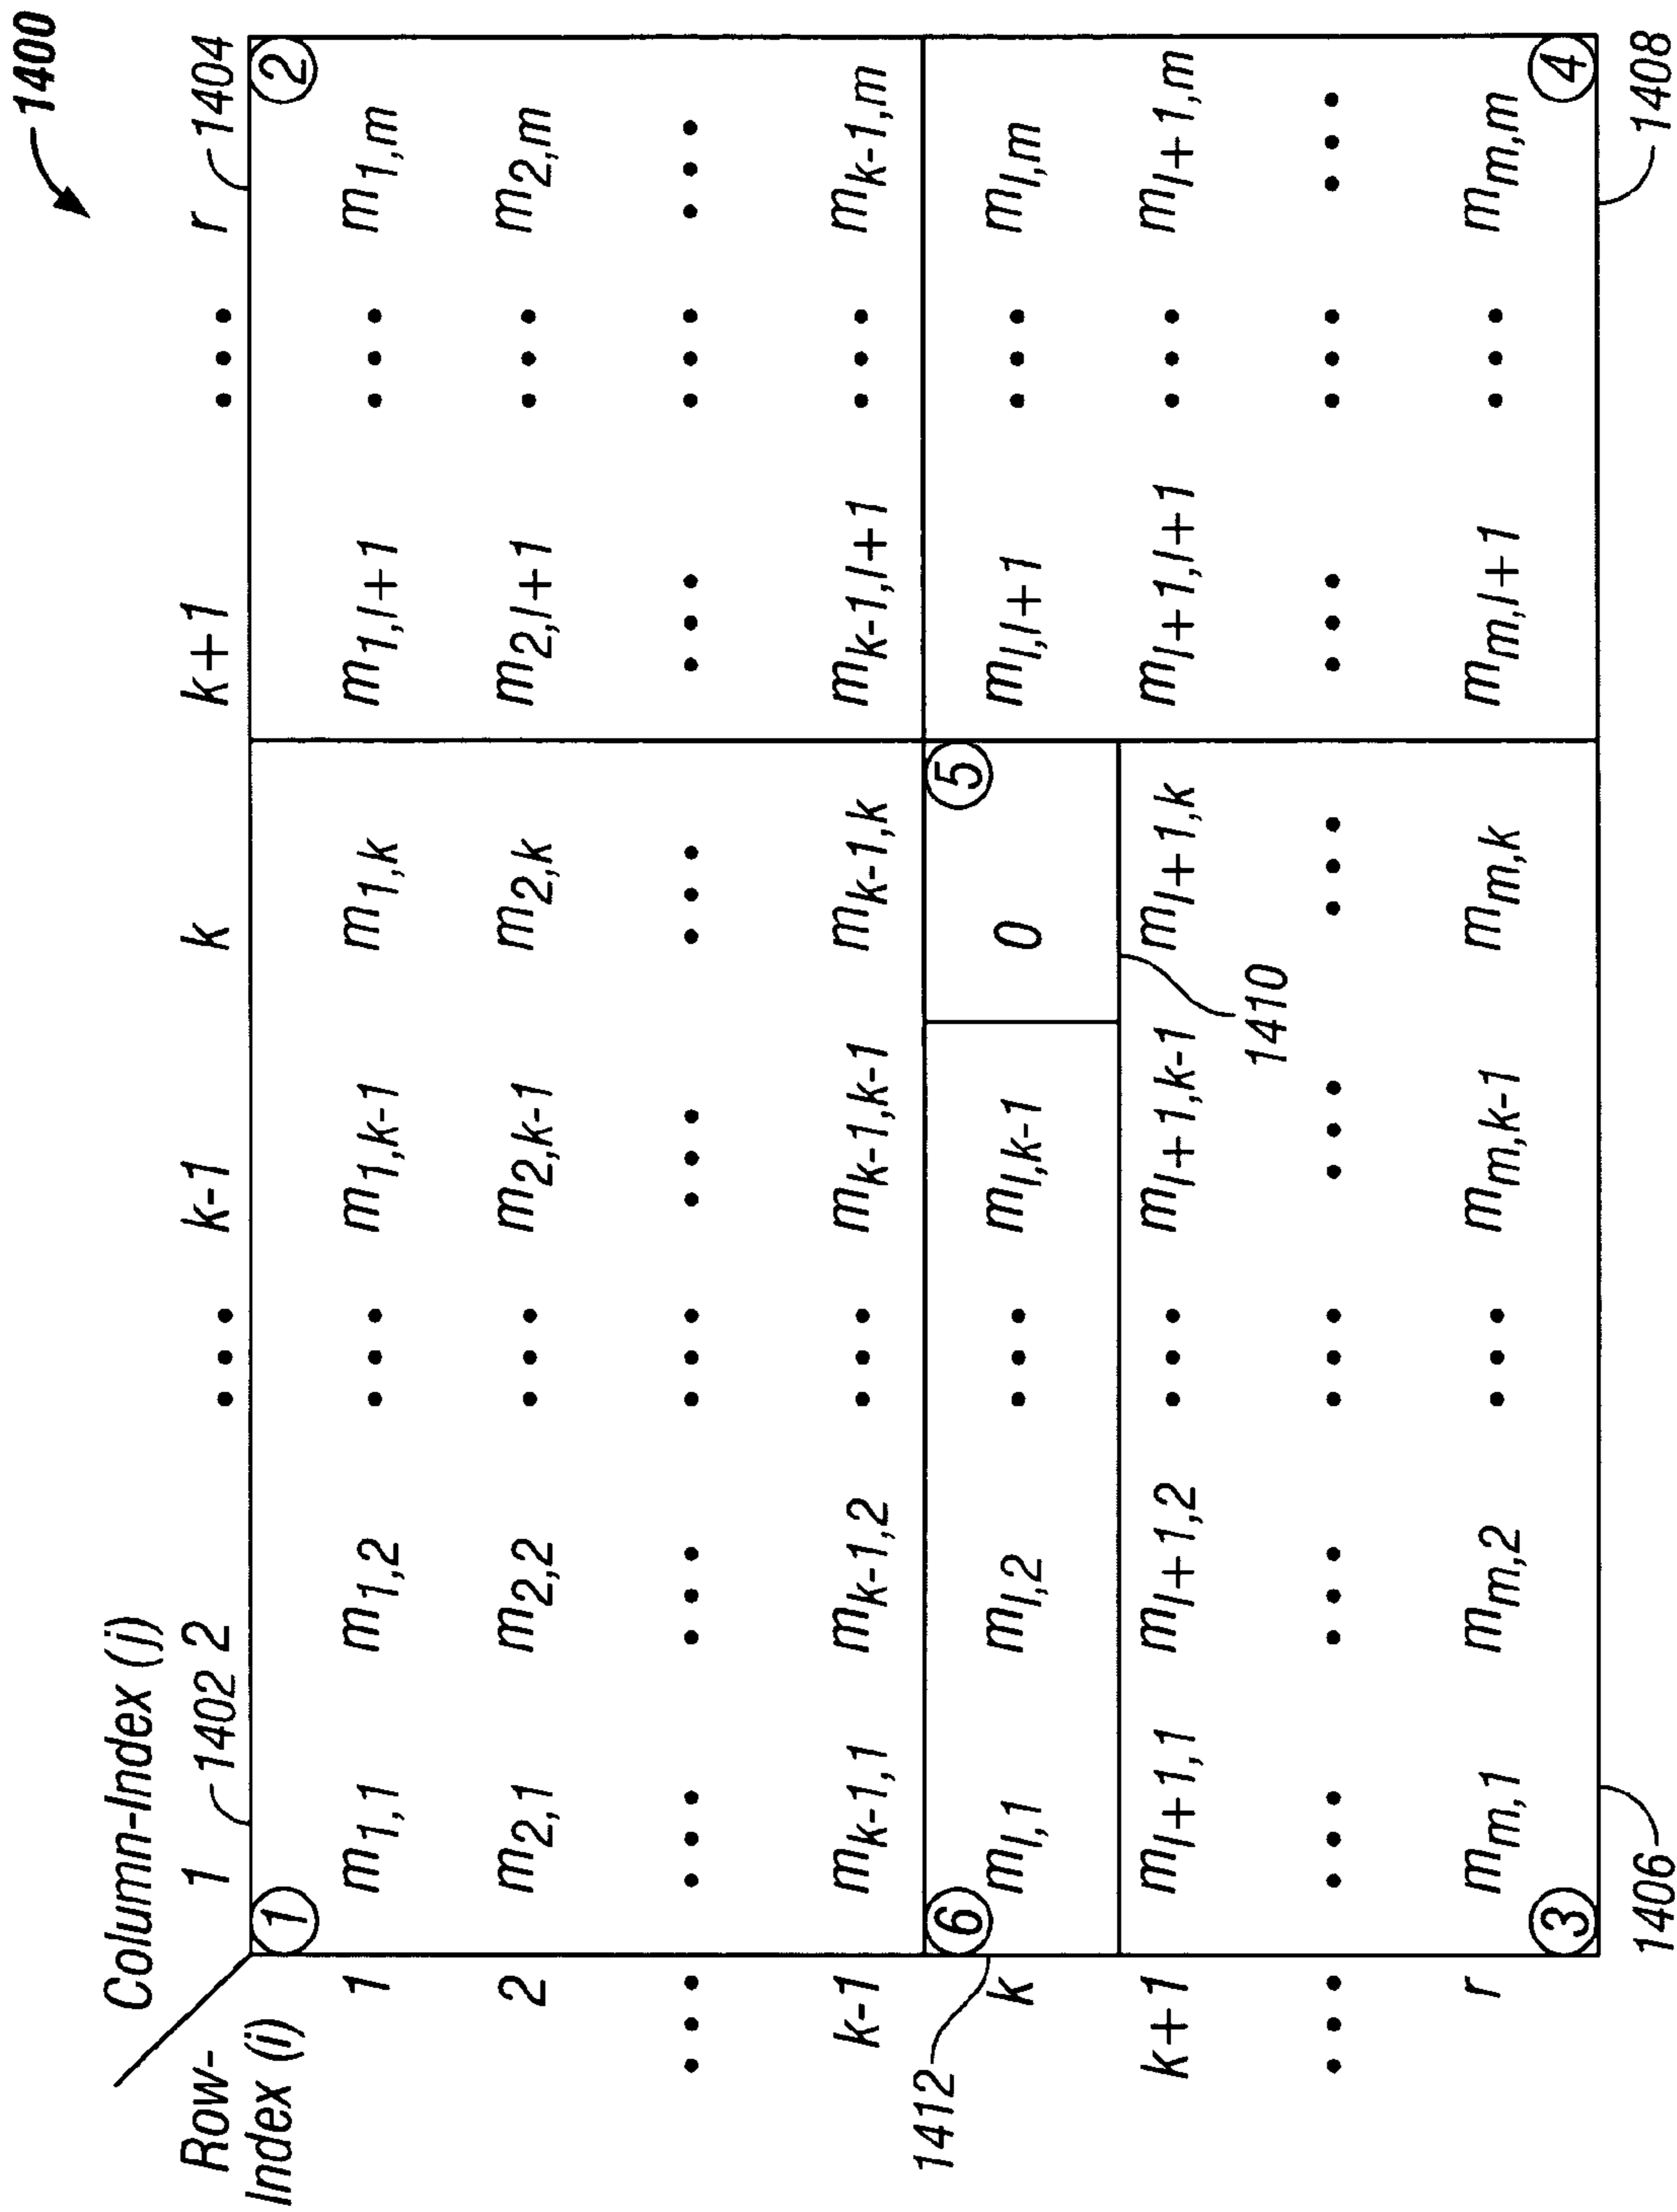 1400
Column-Index (j)
Row-
Index (i)
1 1402 2 ••• k-1 k k+1 ••• r 1404
① ②
1 m1,1 m1,2 ••• m1,k-1 m1,k m1,l+1 ••• m1,m
2 m2,1 m2,2 ••• m2,k-1 m2,k m2,l+1 ••• m2,m
••• ••• ••• ••• ••• ••• ••• ••• •••
k-1 mk-1,1 mk-1,2 ••• mk-1,k-1 mk-1,k mk-1,l+1 ••• mk-1,m
1412 ⑥ ⑤
k ml,1 ml,2 ••• ml,k-1 0 ml,l+1 ••• ml,m
k+1 ml+1,1 ml+1,2 ••• ml+1,k-1 ml+1,k ml+1,l+1 ••• ml+1,m
1410
••• ••• ••• ••• ••• ••• ••• ••• •••
r mm,1 mm,2 ••• mm,k-1 mm,k mm,l+1 ••• mm,m
③ ④
1406 1408